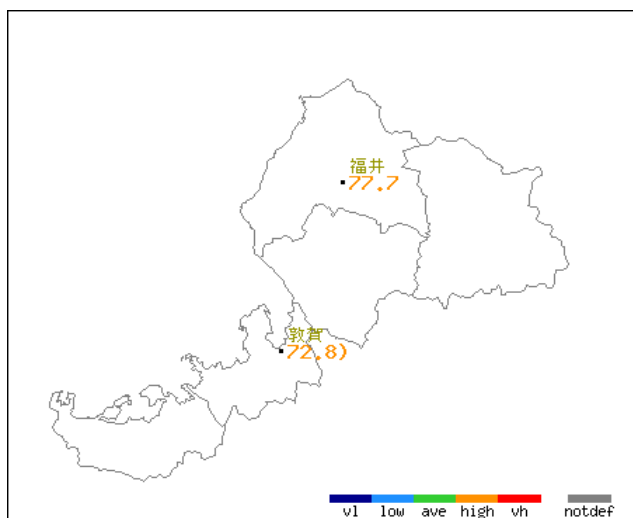 福井
77.7
敦賀
72.8)
vl low ave high vh notdef